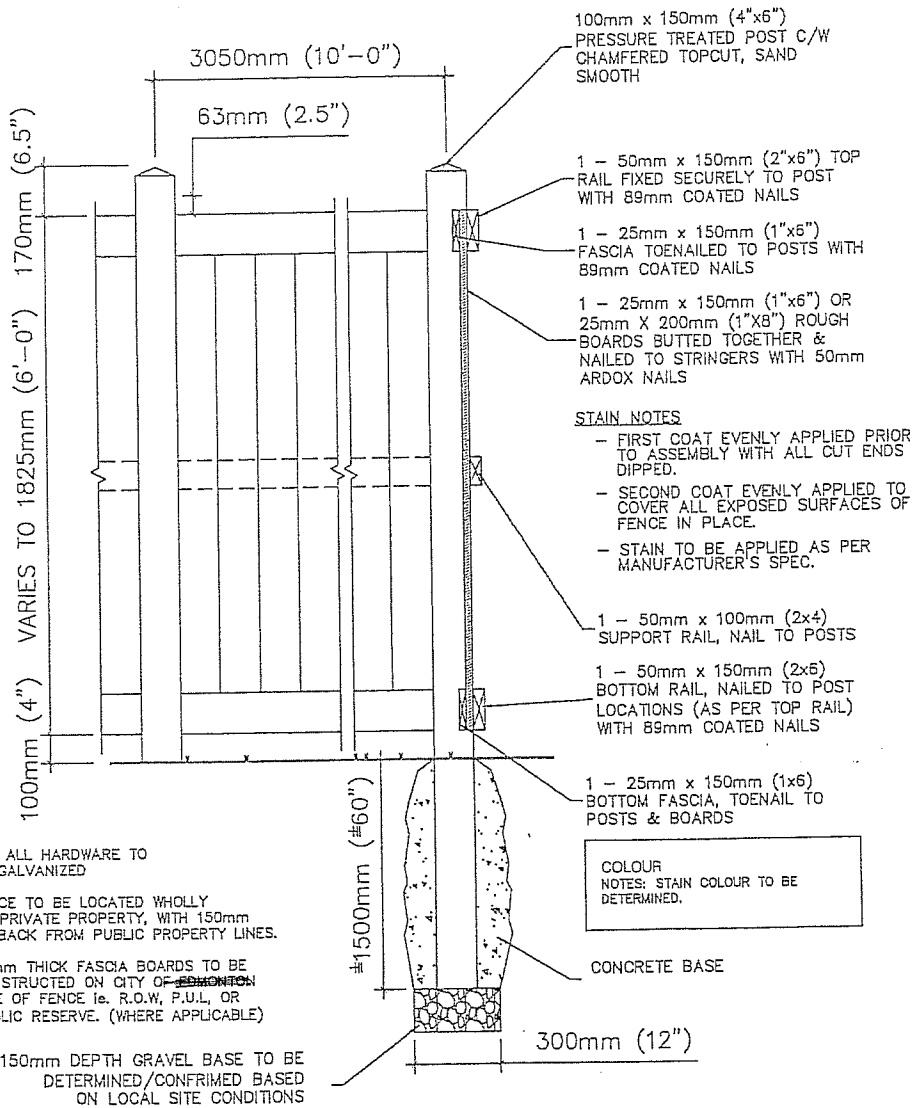 100mm x 150mm (4"x6")
PRESSURE TREATED POST C/W
CHAMFERED TOPCUT, SAND
SMOOTH
3050mm (10'-0")
63mm (2.5")
170mm (6.5")
VARIES TO 1825mm (6'-0")
100mm (4")
1 - 50mm x 150mm (2"x6") TOP
RAIL FIXED SECURELY TO POST
WITH 89mm COATED NAILS
1 - 25mm x 150mm (1"x6")
FASCIA TOENAILED TO POSTS WITH
89mm COATED NAILS
1 - 25mm x 150mm (1"x6") OR
25mm X 200mm (1"X8") ROUGH
BOARDS BUTTED TOGETHER &
NAILED TO STRINGERS WITH 50mm
ARDOX NAILS
STAIN NOTES
- FIRST COAT EVENLY APPLIED PRIOR
TO ASSEMBLY WITH ALL CUT ENDS
DIPPED.
- SECOND COAT EVENLY APPLIED TO
COVER ALL EXPOSED SURFACES OF
FENCE IN PLACE.
- STAIN TO BE APPLIED AS PER
MANUFACTURER'S SPEC.
1 - 50mm x 100mm (2x4)
SUPPORT RAIL, NAIL TO POSTS
1 - 50mm x 150mm (2x6)
BOTTOM RAIL, NAILED TO POST
LOCATIONS (AS PER TOP RAIL)
WITH 89mm COATED NAILS
1 - 25mm x 150mm (1x6)
BOTTOM FASCIA, TOENAIL TO
POSTS & BOARDS
COLOUR
NOTES: STAIN COLOUR TO BE
DETERMINED.
CONCRETE BASE
±1500mm (±60")
300mm (12")
ALL HARDWARE TO
GALVANIZED
CE TO BE LOCATED WHOLLY
PRIVATE PROPERTY, WITH 150mm
BACK FROM PUBLIC PROPERTY LINES.
mm THICK FASCIA BOARDS TO BE
STRUCTED ON CITY OF EDMONTON
E OF FENCE ie. R.O.W, P.U.L, OR
LIC RESERVE. (WHERE APPLICABLE)
150mm DEPTH GRAVEL BASE TO BE
DETERMINED/CONFRIMED BASED
ON LOCAL SITE CONDITIONS